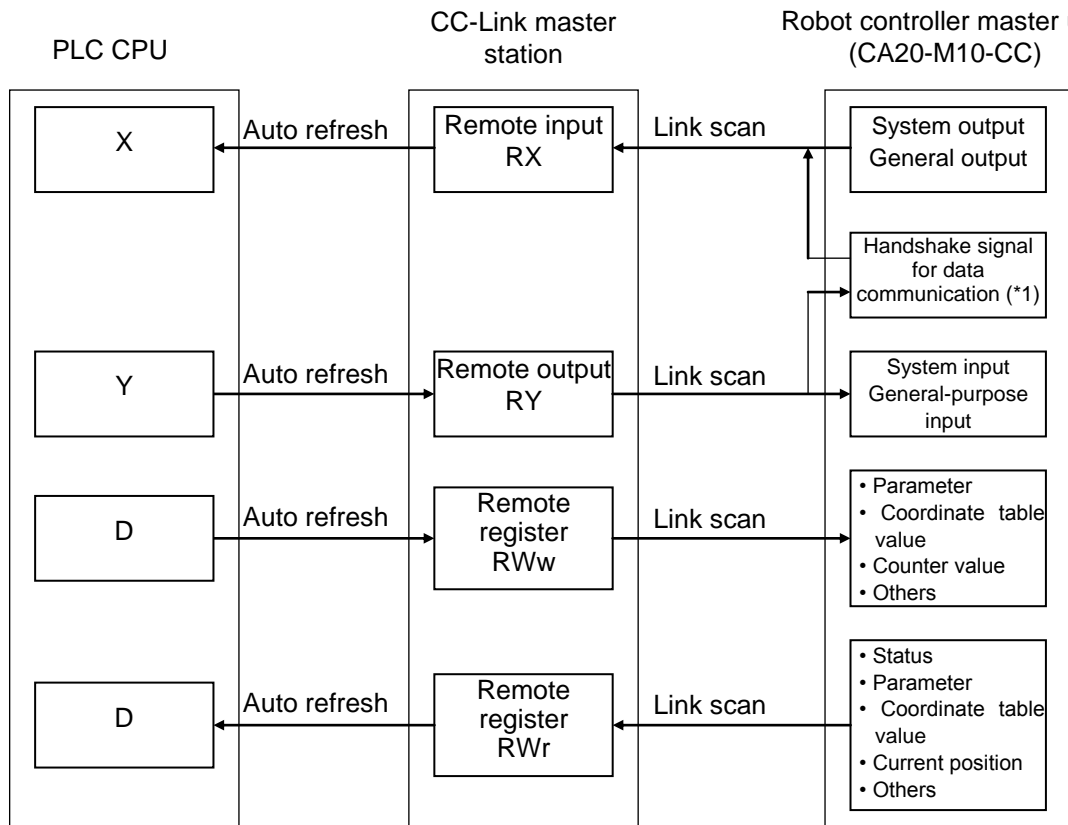 PLC CPU
CC-Link master
station
Robot controller master
(CA20-M10-CC)
X
Auto refresh
Remote input
RX
Link scan
System output
General output
Handshake signal
for data
communication (*1)
Y
Auto refresh
Remote output
RY
Link scan
System input
General-purpose
input
D
Auto refresh
Remote
register
RWw
Link scan
• Parameter
• Coordinate table
value
• Counter value
• Others
D
Auto refresh
Remote
register
RWr
Link scan
• Status
• Parameter
• Coordinate table
value
• Current position
• Others